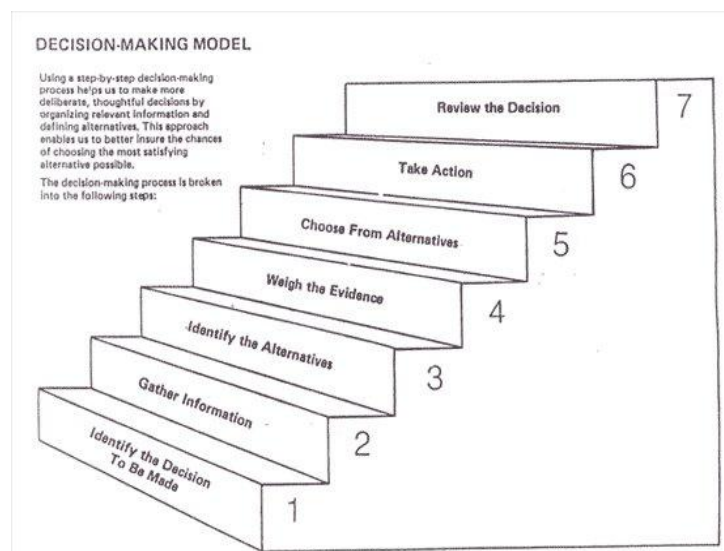 DECISION-MAKING MODEL
Using a step-by-step decision-making
process helps us to make more
deliberate, thoughtful decisions by
organizing relevant information and
defining alternatives. This approach
enables us to better insure the chances
of choosing the most satisfying
alternative possible.
The decision-making process is broken
into the following steps:
Review the Decision
7
Take Action
6
Choose From Alternatives
5
Weigh the Evidence
4
Identify the Alternatives
3
Gather Information
2
Identify the Decision
To Be Made
1